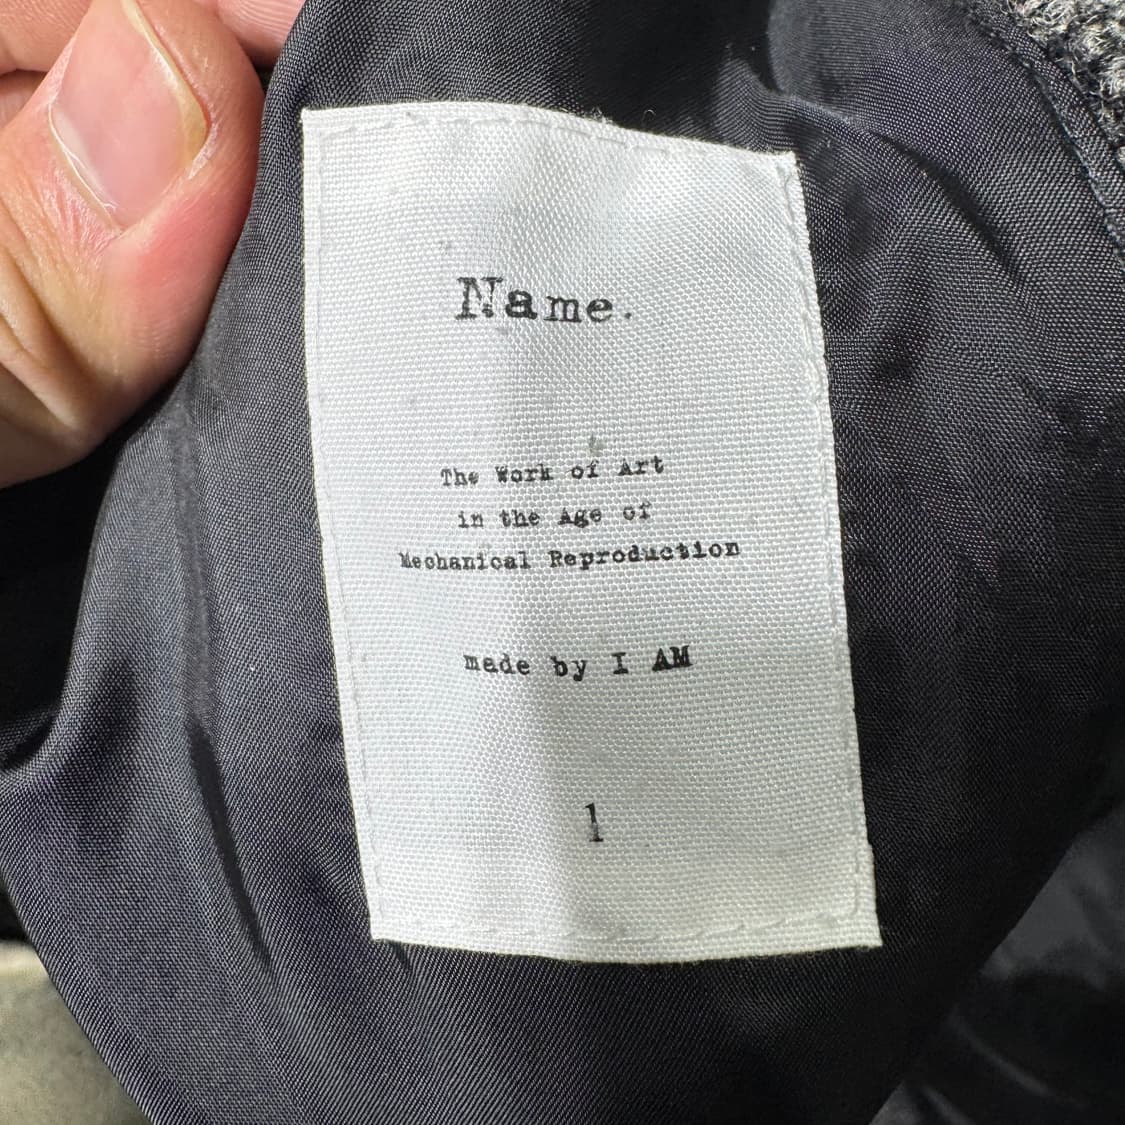 Name.
The Work of Art
in the Age of
Mechanical Reproduction
made by I AM
1